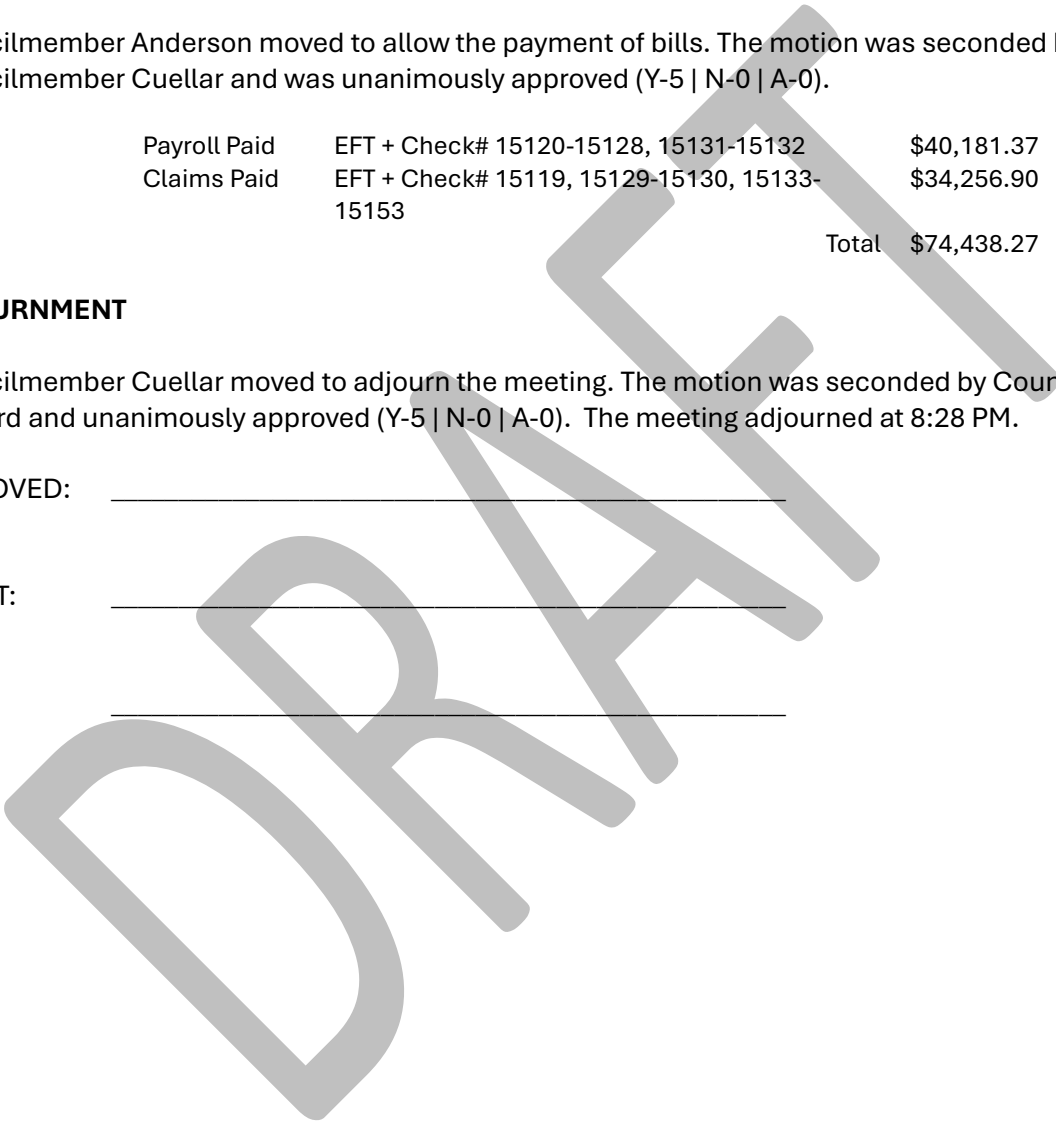 cilmember Anderson moved to allow the payment of bills. The motion was seconded
cilmember Cuellar and was unanimously approved (Y-5 | N-0 | A-0).
Payroll Paid EFT + Check# 15120-15128, 15131-15132 $40,181.37
Claims Paid EFT + Check# 15119, 15129-15130, 15133- $34,256.90
15153
Total $74,438.27
URNMENT
cilmember Cuellar moved to adjourn the meeting. The motion was seconded by Coun
rd and unanimously approved (Y-5 | N-0 | A-0). The meeting adjourned at 8:28 PM.
OVED: ____________________
T: ____________________
____________________
DRAFT